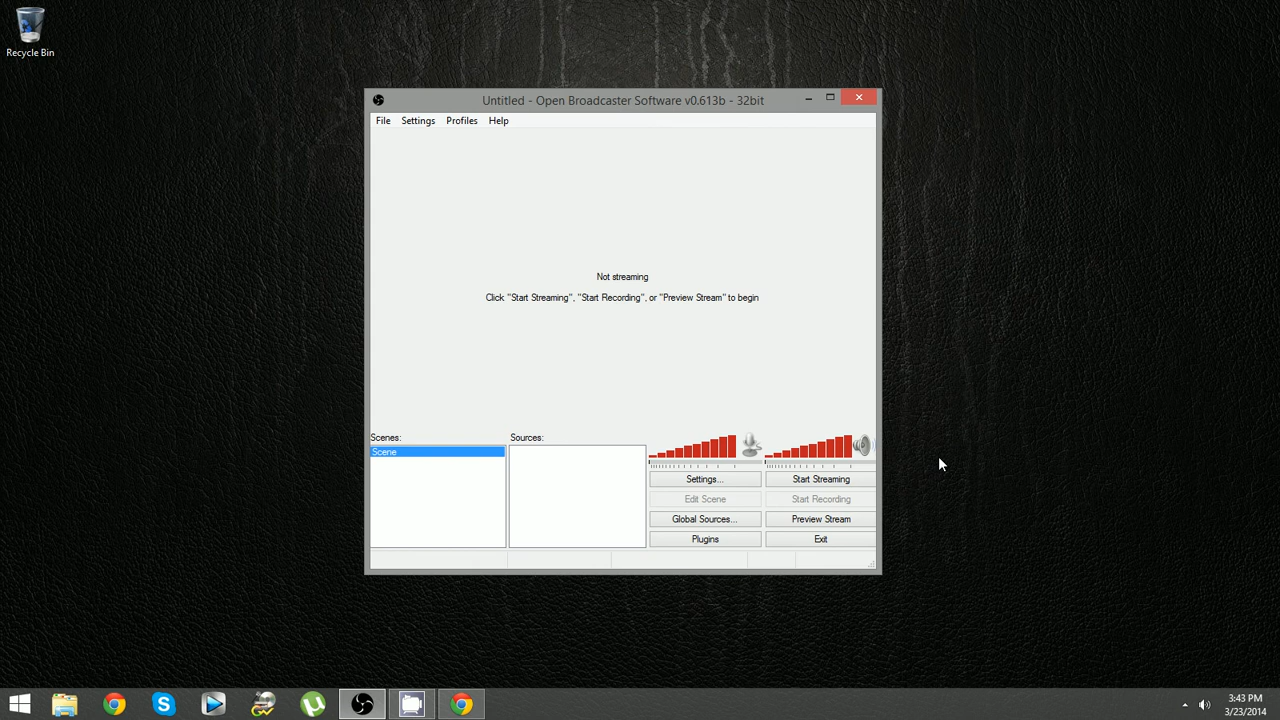 Recycle Bin
Untitled - Open Broadcaster Software v0.613b - 32bit
File Settings Profiles Help
Not streaming
Click "Start Streaming", "Start Recording", or "Preview Stream" to begin
Scenes:
Sources:
Scene
Settings...
Start Streaming
Edit Scene
Start Recording
Global Sources...
Preview Stream
Plugins
Exit
3:43 PM
3/23/2014